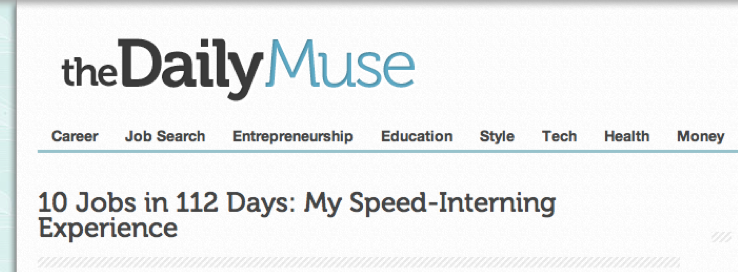 theDailyMuse
Career Job Search Entrepreneurship Education Style Tech Health Money
10 Jobs in 112 Days: My Speed-Interning
Experience